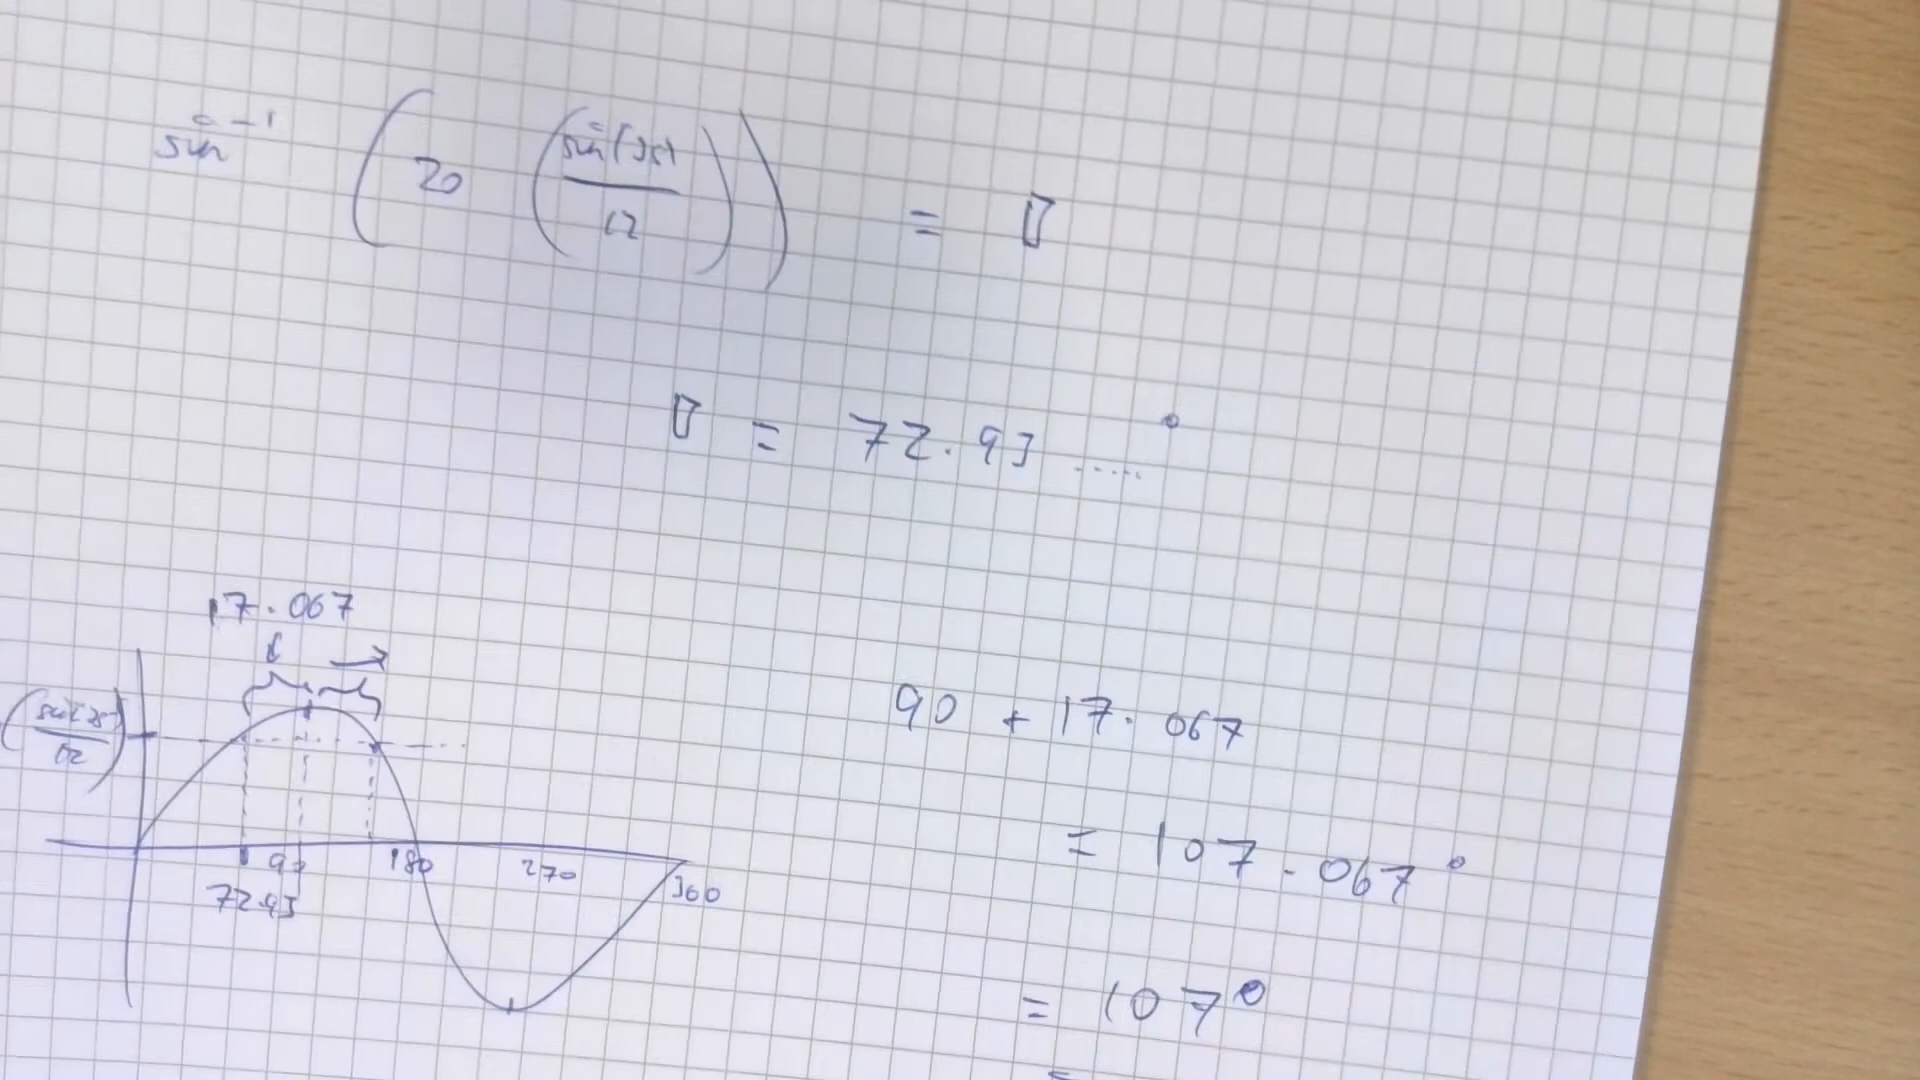 sin⁻¹ ( 20 ( sin(35) / 12 ) ) = ▯
▯ = 72.93 .....°
17.067
( sin(35) / 12 )
90 180 270 360
72.93
90 + 17.067
= 107.067°
= 107°